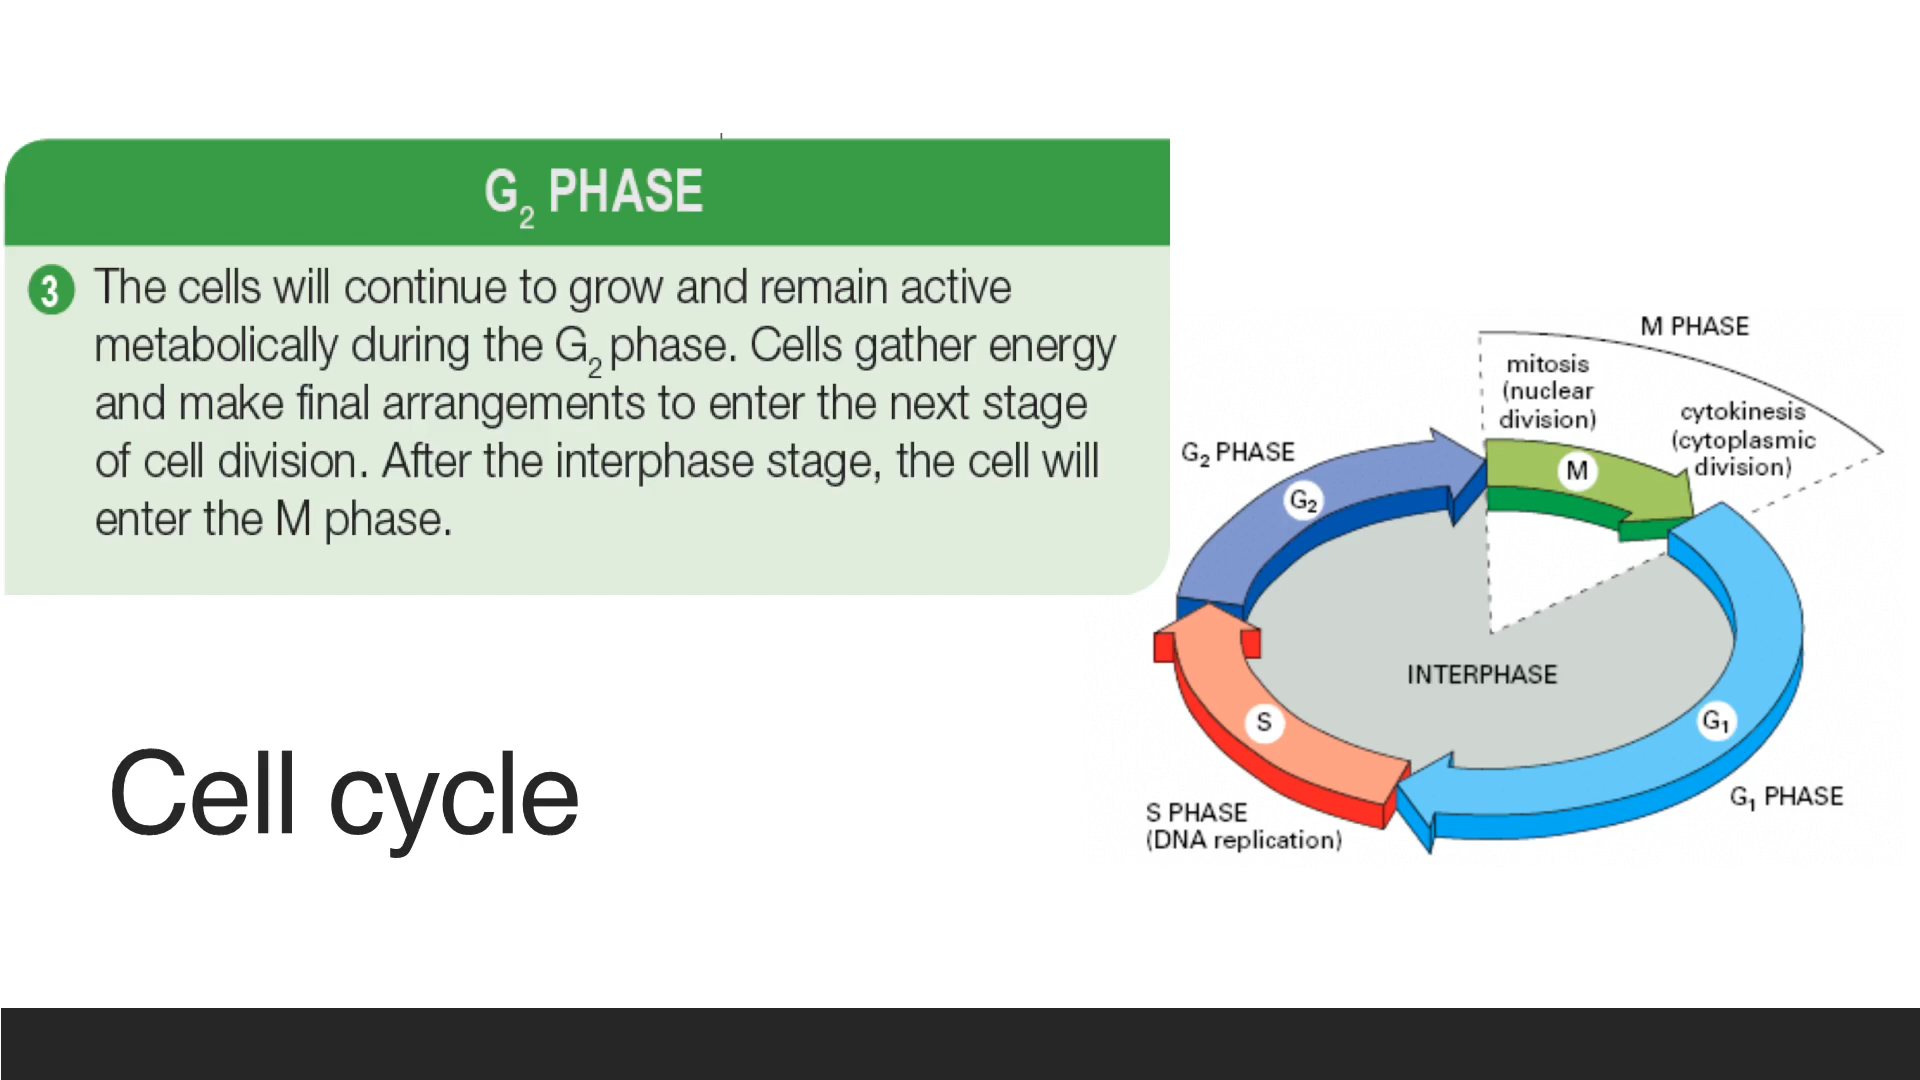 G₂ PHASE
3 The cells will continue to grow and remain active
metabolically during the G₂ phase. Cells gather energy
and make final arrangements to enter the next stage
of cell division. After the interphase stage, the cell will
enter the M phase.
Cell cycle
M PHASE
mitosis
(nuclear
division)
cytokinesis
(cytoplasmic
division)
G₂ PHASE
M
G₂
INTERPHASE
S
G₁
G₁ PHASE
S PHASE
(DNA replication)